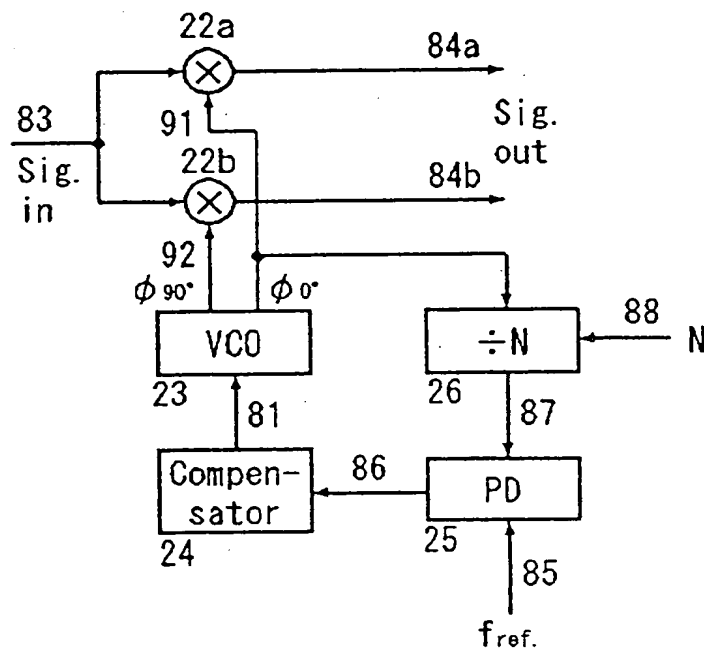 22a
84a
83
91
Sig.
out
Sig.
in
22b
84b
92
ϕ90°
ϕ0°
88
VCO
÷N
N
23
81
26
87
Compen-
sator
86
PD
24
25
85
fref.